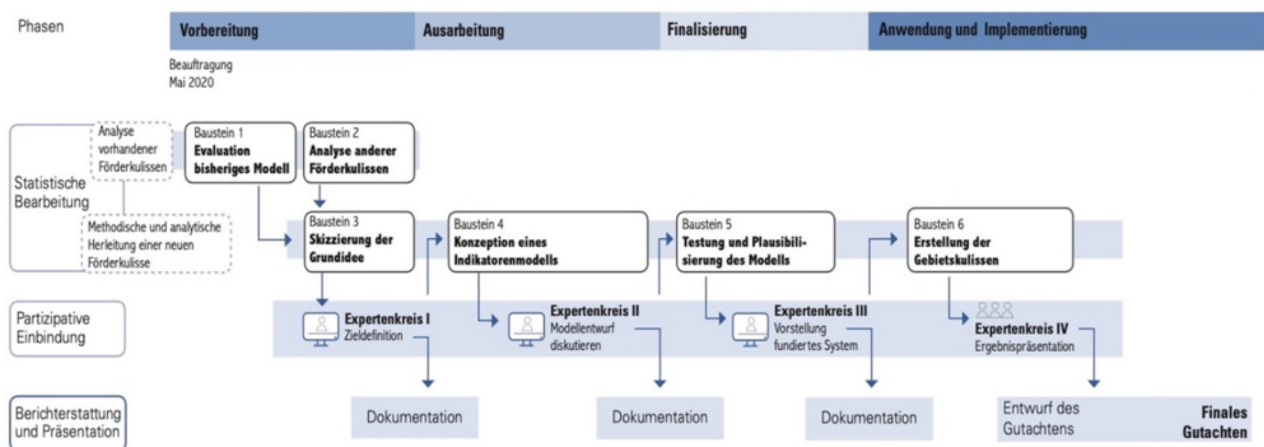 Phasen
Vorbereitung
Ausarbeitung
Finalisierung
Anwendung und Implementierung
Beauftragung
Mai 2020
Statistische
Bearbeitung
Analyse
vorhandener
Förderkulissen
Methodische und analytische
Herleitung einer neuen
Förderkulisse
Baustein 1
Evaluation
bisheriges Modell
Baustein 2
Analyse anderer
Förderkulissen
Baustein 3
Skizzierung der
Grundidee
Baustein 4
Konzeption eines
Indikatorenmodells
Baustein 5
Testung und Plausibili-
sierung des Modells
Baustein 6
Erstellung der
Gebietskulissen
Partizipative
Einbindung
Expertenkreis I
Zieldefinition
Expertenkreis II
Modellentwurf
diskutieren
Expertenkreis III
Vorstellung
fundiertes System
Expertenkreis IV
Ergebnispräsentation
Berichterstattung
und Präsentation
Dokumentation
Dokumentation
Dokumentation
Entwurf des
Gutachtens
Finales
Gutachten